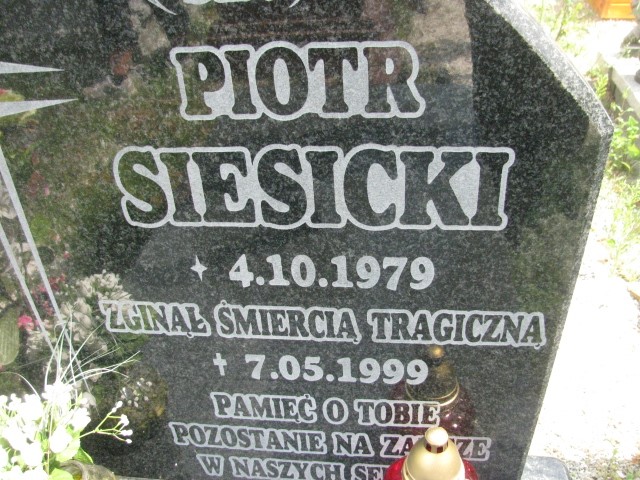 PIOTR
SIESICKI
4.10.1979
ZGINĄŁ ŚMIERCIĄ TRAGICZNĄ
† 7.05.1999
PAMIĘĆ O TOBIE
POZOSTANIE NA
W NASZYCH